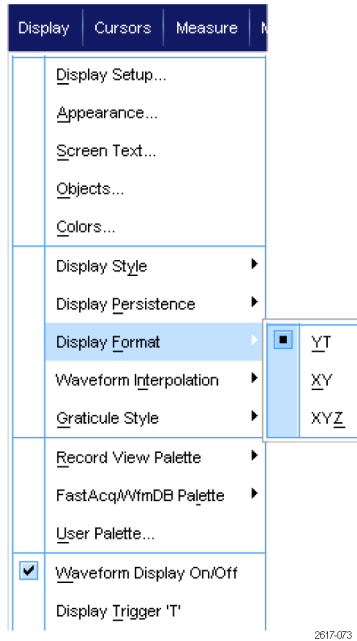 Display Cursors Measure
Display Setup...
Appearance...
Screen Text...
Objects...
Colors...
Display Style
Display Persistence
Display Format
YT
Waveform Interpolation
XY
Graticule Style
XYZ
Record View Palette
FastAcq/WfmDB Palette
User Palette...
Waveform Display On/Off
Display Trigger 'T'
2617-073